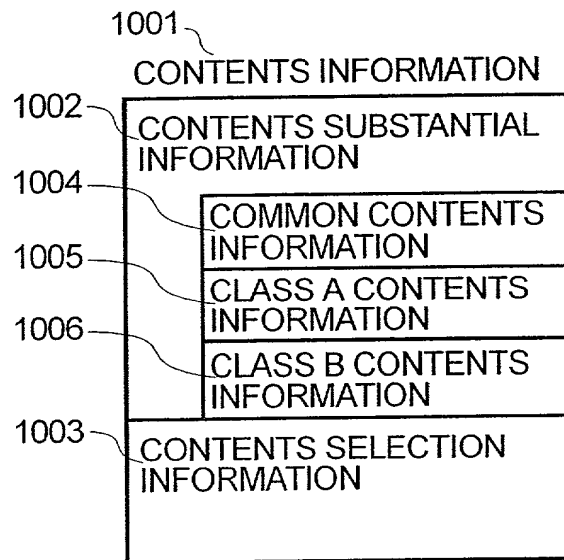 1001
CONTENTS INFORMATION
1002
CONTENTS SUBSTANTIAL
INFORMATION
1004
COMMON CONTENTS
INFORMATION
1005
CLASS A CONTENTS
INFORMATION
1006
CLASS B CONTENTS
INFORMATION
1003
CONTENTS SELECTION
INFORMATION